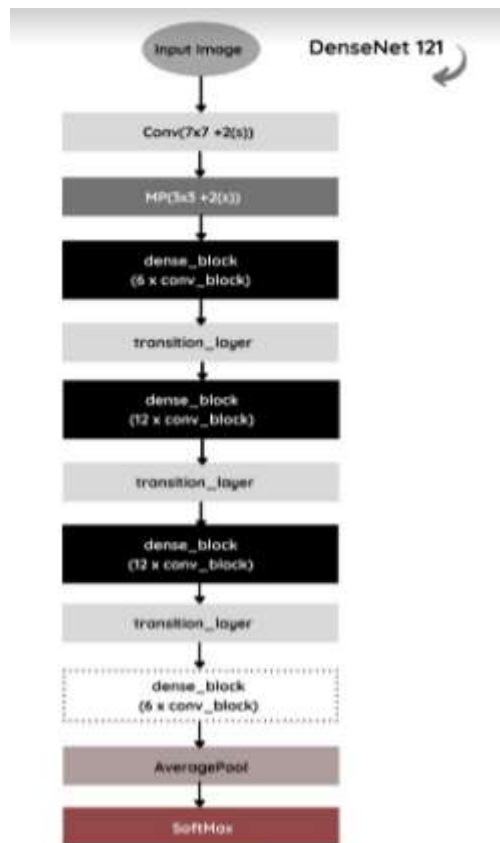 Input Image
DenseNet 121
Conv(7x7 +2(s))
MP(3x3 +2(s))
dense_block
(6 x conv_block)
transition_layer
dense_block
(12 x conv_block)
transition_layer
dense_block
(12 x conv_block)
transition_layer
dense_block
(6 x conv_block)
AveragePool
SoftMax